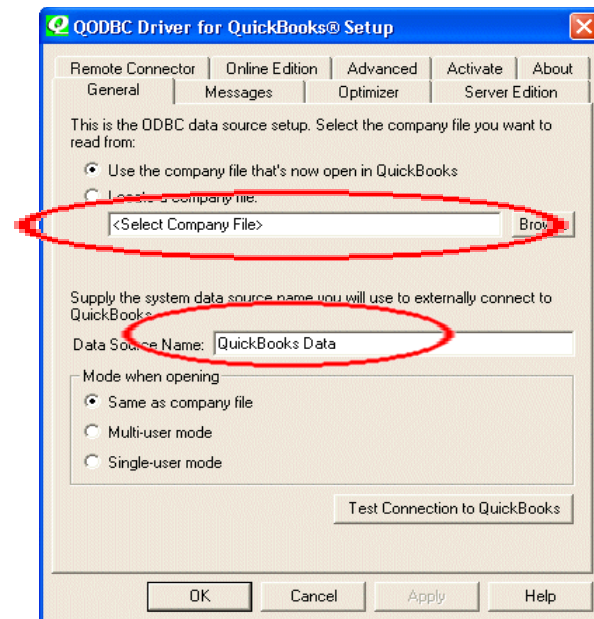 QODBC Driver for QuickBooks® Setup
Remote Connector Online Edition Advanced Activate About
General Messages Optimizer Server Edition
This is the ODBC data source setup. Select the company file you want to
read from:
Use the company file that's now open in QuickBooks
Locate a company file:
<Select Company File> Browse
Supply the system data source name you will use to externally connect to
QuickBooks
Data Source Name: QuickBooks Data
Mode when opening
Same as company file
Multi-user mode
Single-user mode
Test Connection to QuickBooks
OK Cancel Apply Help